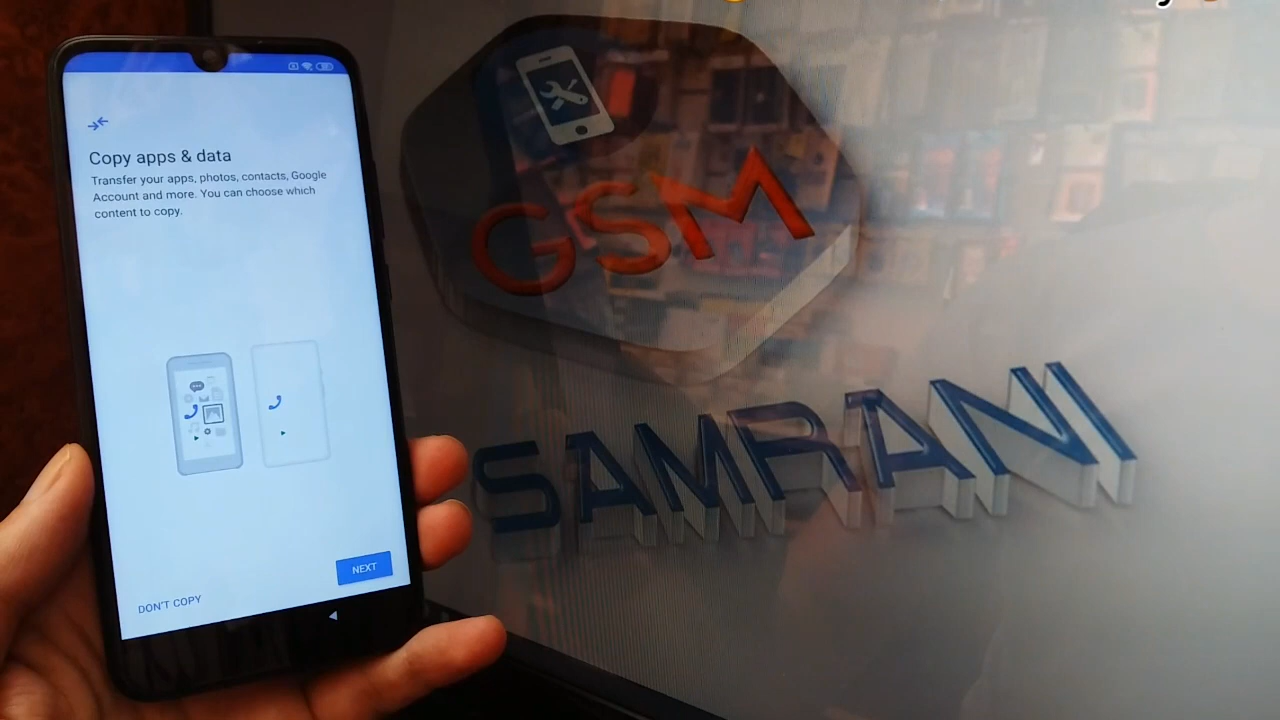 Copy apps & data
Transfer your apps, photos, contacts, Google
Account and more. You can choose which
content to copy.
NEXT
DON'T COPY
GSM
SAMRANI